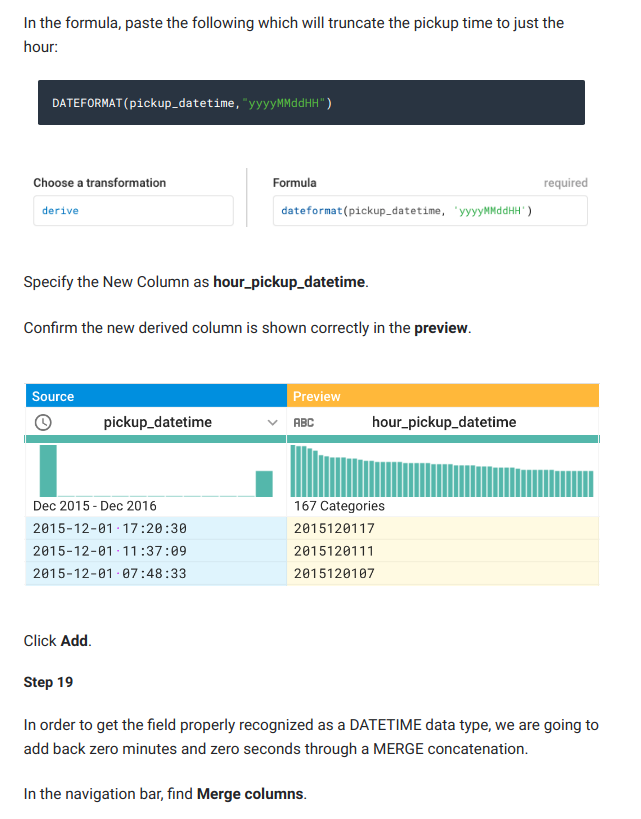 In the formula, paste the following which will truncate the pickup time to just the
hour:
DATEFORMAT(pickup_datetime,"yyyyMMddHH")
Choose a transformation
Formula
required
derive
dateformat(pickup_datetime, 'yyyyMMddHH')
Specify the New Column as hour_pickup_datetime.
Confirm the new derived column is shown correctly in the preview.
Source
Preview
pickup_datetime
ABC
hour_pickup_datetime
Dec 2015 - Dec 2016
167 Categories
2015-12-01·17:20:30
2015120117
2015-12-01·11:37:09
2015120111
2015-12-01·07:48:33
2015120107
Click Add.
Step 19
In order to get the field properly recognized as a DATETIME data type, we are going to
add back zero minutes and zero seconds through a MERGE concatenation.
In the navigation bar, find Merge columns.